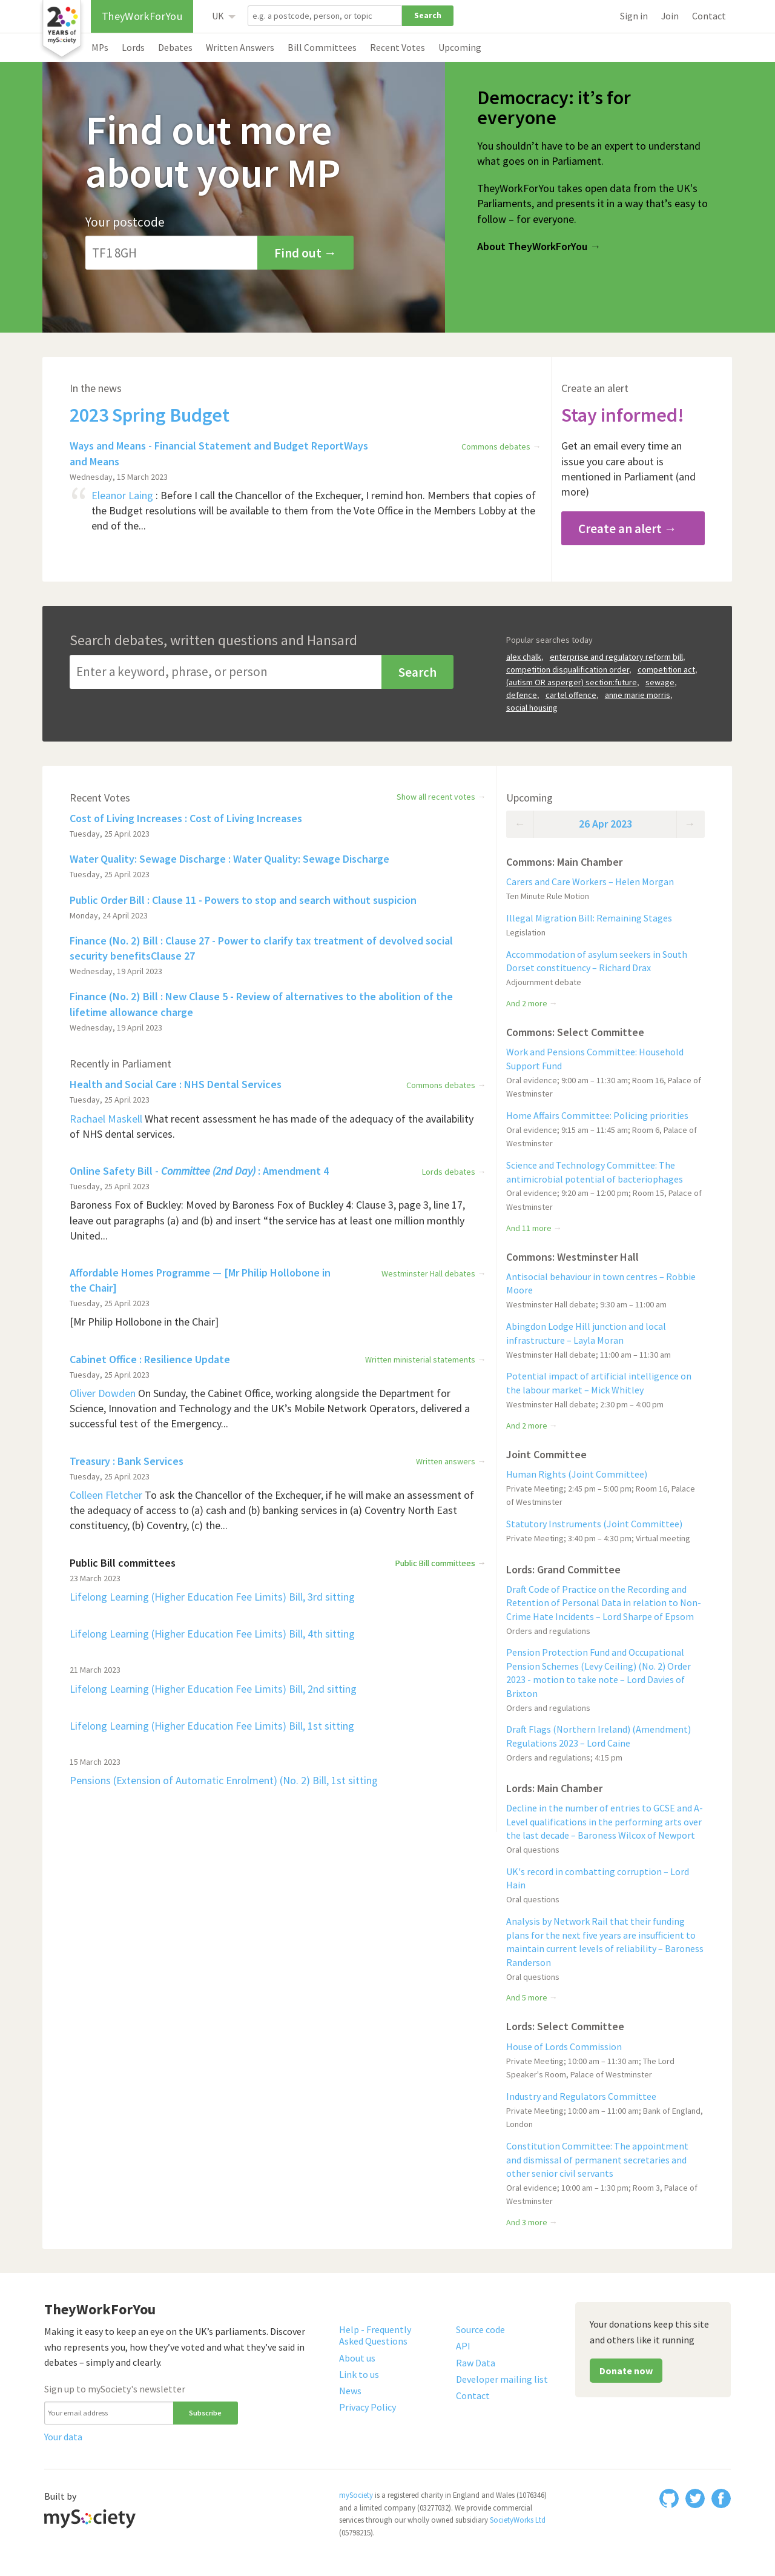 20
YEARS of
mySociety
TheyWorkForYou
UK
e.g. a postcode, person, or topic
Search
Sign in
Join
Contact
MPs
Lords
Debates
Written Answers
Bill Committees
Recent Votes
Upcoming
Find out more
about your MP
Your postcode
TF1 8GH
Find out →
Democracy: it’s for
everyone
You shouldn’t have to be an expert to understand
what goes on in Parliament.
TheyWorkForYou takes open data from the UK's
Parliaments, and presents it in a way that’s easy to
follow – for everyone.
About TheyWorkForYou →
In the news
2023 Spring Budget
Ways and Means - Financial Statement and Budget ReportWays
and Means
Commons debates →
Wednesday, 15 March 2023
“
Eleanor Laing : Before I call the Chancellor of the Exchequer, I remind hon. Members that copies of
the Budget resolutions will be available to them from the Vote Office in the Members Lobby at the
end of the...
Create an alert
Stay informed!
Get an email every time an
issue you care about is
mentioned in Parliament (and
more)
Create an alert →
Search debates, written questions and Hansard
Enter a keyword, phrase, or person
Search
Popular searches today
alex chalk, enterprise and regulatory reform bill,
competition disqualification order, competition act,
(autism OR asperger) section:future, sewage,
defence, cartel offence, anne marie morris,
social housing
Recent Votes
Show all recent votes →
Cost of Living Increases : Cost of Living Increases
Tuesday, 25 April 2023
Water Quality: Sewage Discharge : Water Quality: Sewage Discharge
Tuesday, 25 April 2023
Public Order Bill : Clause 11 - Powers to stop and search without suspicion
Monday, 24 April 2023
Finance (No. 2) Bill : Clause 27 - Power to clarify tax treatment of devolved social
security benefitsClause 27
Wednesday, 19 April 2023
Finance (No. 2) Bill : New Clause 5 - Review of alternatives to the abolition of the
lifetime allowance charge
Wednesday, 19 April 2023
Recently in Parliament
Health and Social Care : NHS Dental Services
Commons debates →
Tuesday, 25 April 2023
Rachael Maskell What recent assessment he has made of the adequacy of the availability
of NHS dental services.
Online Safety Bill - Committee (2nd Day) : Amendment 4
Lords debates →
Tuesday, 25 April 2023
Baroness Fox of Buckley: Moved by Baroness Fox of Buckley 4: Clause 3, page 3, line 17,
leave out paragraphs (a) and (b) and insert “the service has at least one million monthly
United...
Affordable Homes Programme — [Mr Philip Hollobone in
the Chair]
Westminster Hall debates →
Tuesday, 25 April 2023
[Mr Philip Hollobone in the Chair]
Cabinet Office : Resilience Update
Written ministerial statements →
Tuesday, 25 April 2023
Oliver Dowden On Sunday, the Cabinet Office, working alongside the Department for
Science, Innovation and Technology and the UK’s Mobile Network Operators, delivered a
successful test of the Emergency...
Treasury : Bank Services
Written answers →
Tuesday, 25 April 2023
Colleen Fletcher To ask the Chancellor of the Exchequer, if he will make an assessment of
the adequacy of access to (a) cash and (b) banking services in (a) Coventry North East
constituency, (b) Coventry, (c) the...
Public Bill committees
Public Bill committees →
23 March 2023
Lifelong Learning (Higher Education Fee Limits) Bill, 3rd sitting
Lifelong Learning (Higher Education Fee Limits) Bill, 4th sitting
21 March 2023
Lifelong Learning (Higher Education Fee Limits) Bill, 2nd sitting
Lifelong Learning (Higher Education Fee Limits) Bill, 1st sitting
15 March 2023
Pensions (Extension of Automatic Enrolment) (No. 2) Bill, 1st sitting
Upcoming
← 26 Apr 2023 →
Commons: Main Chamber
Carers and Care Workers – Helen Morgan
Ten Minute Rule Motion
Illegal Migration Bill: Remaining Stages
Legislation
Accommodation of asylum seekers in South
Dorset constituency – Richard Drax
Adjournment debate
And 2 more →
Commons: Select Committee
Work and Pensions Committee: Household
Support Fund
Oral evidence; 9:00 am – 11:30 am; Room 16, Palace of
Westminster
Home Affairs Committee: Policing priorities
Oral evidence; 9:15 am – 11:45 am; Room 6, Palace of
Westminster
Science and Technology Committee: The
antimicrobial potential of bacteriophages
Oral evidence; 9:20 am – 12:00 pm; Room 15, Palace of
Westminster
And 11 more →
Commons: Westminster Hall
Antisocial behaviour in town centres – Robbie
Moore
Westminster Hall debate; 9:30 am – 11:00 am
Abingdon Lodge Hill junction and local
infrastructure – Layla Moran
Westminster Hall debate; 11:00 am – 11:30 am
Potential impact of artificial intelligence on
the labour market – Mick Whitley
Westminster Hall debate; 2:30 pm – 4:00 pm
And 2 more →
Joint Committee
Human Rights (Joint Committee)
Private Meeting; 2:45 pm – 5:00 pm; Room 16, Palace
of Westminster
Statutory Instruments (Joint Committee)
Private Meeting; 3:40 pm – 4:30 pm; Virtual meeting
Lords: Grand Committee
Draft Code of Practice on the Recording and
Retention of Personal Data in relation to Non-
Crime Hate Incidents – Lord Sharpe of Epsom
Orders and regulations
Pension Protection Fund and Occupational
Pension Schemes (Levy Ceiling) (No. 2) Order
2023 - motion to take note – Lord Davies of
Brixton
Orders and regulations
Draft Flags (Northern Ireland) (Amendment)
Regulations 2023 – Lord Caine
Orders and regulations; 4:15 pm
Lords: Main Chamber
Decline in the number of entries to GCSE and A-
Level qualifications in the performing arts over
the last decade – Baroness Wilcox of Newport
Oral questions
UK's record in combatting corruption – Lord
Hain
Oral questions
Analysis by Network Rail that their funding
plans for the next five years are insufficient to
maintain current levels of reliability – Baroness
Randerson
Oral questions
And 5 more →
Lords: Select Committee
House of Lords Commission
Private Meeting; 10:00 am – 11:30 am; The Lord
Speaker's Room, Palace of Westminster
Industry and Regulators Committee
Private Meeting; 10:00 am – 11:00 am; Bank of England,
London
Constitution Committee: The appointment
and dismissal of permanent secretaries and
other senior civil servants
Oral evidence; 10:00 am – 1:30 pm; Room 3, Palace of
Westminster
And 3 more →
TheyWorkForYou
Making it easy to keep an eye on the UK’s parliaments. Discover
who represents you, how they’ve voted and what they’ve said in
debates – simply and clearly.
Sign up to mySociety's newsletter
Your email address
Subscribe
Your data
Help - Frequently
Asked Questions
About us
Link to us
News
Privacy Policy
Source code
API
Raw Data
Developer mailing list
Contact
Your donations keep this site
and others like it running
Donate now
Built by
mySociety
mySociety is a registered charity in England and Wales (1076346)
and a limited company (03277032). We provide commercial
services through our wholly owned subsidiary SocietyWorks Ltd
(05798215).